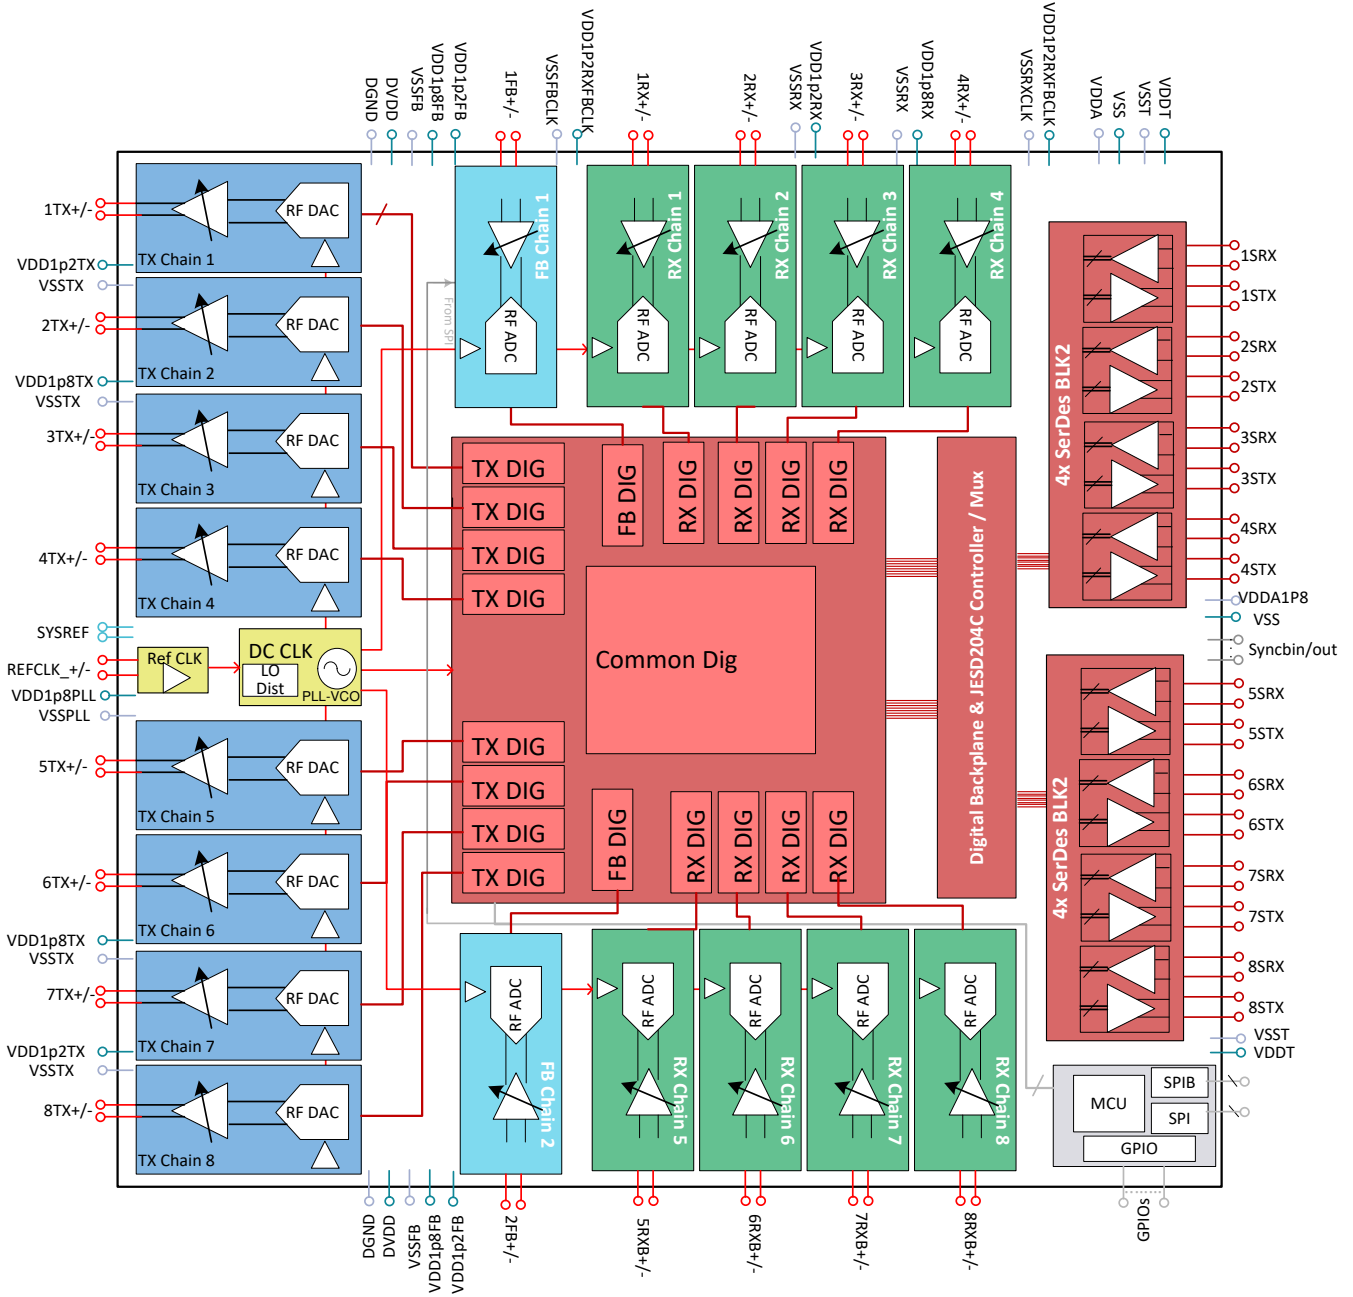 DGND
DVDD
VSSFB
VDD1p8FB
VDD1p2FB
1FB+/-
VSSFBCLK
VDD1P2RXFBCLK
1RX+/-
2RX+/-
VSSRX
VDD1p2RX
3RX+/-
VSSRX
VDD1p8RX
4RX+/-
VSSRXCLK
VDD1P2RXFBCLK
VDDA
VSS
VSST
VDDT
1TX+/-
VDD1p2TX
VSSTX
2TX+/-
VDD1p8TX
VSSTX
3TX+/-
4TX+/-
SYSREF
REFCLK_+/-
VDD1p8PLL
VSSPLL
5TX+/-
6TX+/-
VDD1p8TX
VSSTX
7TX+/-
VDD1p2TX
VSSTX
8TX+/-
RF DAC
TX Chain 1
RF DAC
TX Chain 2
RF DAC
TX Chain 3
RF DAC
TX Chain 4
Ref CLK
DC CLK
LO
Dist
PLL-VCO
RF DAC
TX Chain 5
RF DAC
TX Chain 6
RF DAC
TX Chain 7
RF DAC
TX Chain 8
From SPI
FB Chain 1
RF ADC
RX Chain 1
RF ADC
RX Chain 2
RF ADC
RX Chain 3
RF ADC
RX Chain 4
RF ADC
TX DIG
TX DIG
TX DIG
TX DIG
FB DIG
RX DIG
RX DIG
RX DIG
RX DIG
Common Dig
TX DIG
TX DIG
TX DIG
TX DIG
FB DIG
RX DIG
RX DIG
RX DIG
RX DIG
Digital Backplane & JESD204C Controller / Mux
RF ADC
FB Chain 2
RF ADC
RX Chain 5
RF ADC
RX Chain 6
RF ADC
RX Chain 7
RF ADC
RX Chain 8
4x SerDes BLK2
4x SerDes BLK2
1SRX
1STX
2SRX
2STX
3SRX
3STX
4SRX
4STX
VDDA1P8
VSS
Syncbin/out
5SRX
5STX
6SRX
6STX
7SRX
7STX
8SRX
8STX
VSST
VDDT
MCU
SPIB
SPI
GPIO
GPIOs
DGND
DVDD
VSSFB
VDD1p8FB
VDD1p2FB
2FB+/-
5RXB+/-
6RXB+/-
7RXB+/-
8RXB+/-